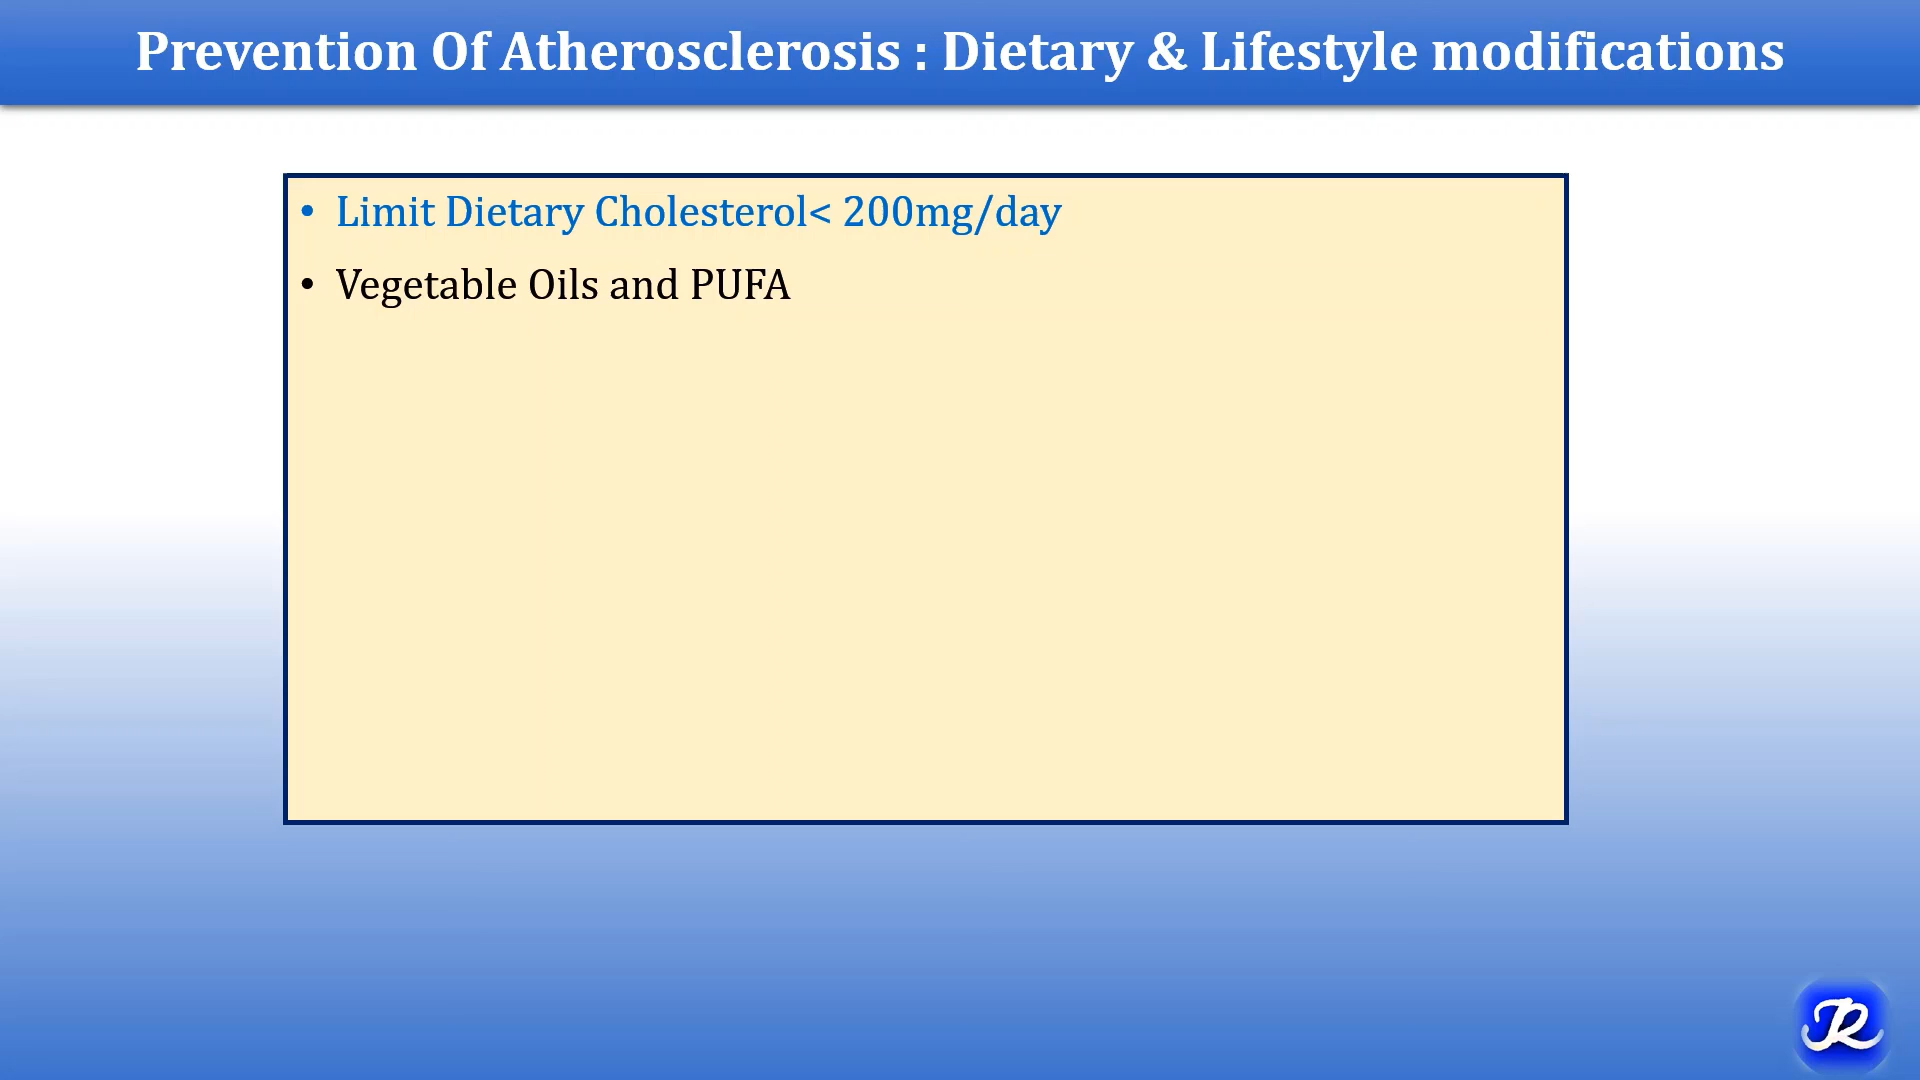 Prevention Of Atherosclerosis : Dietary & Lifestyle modifications
• Limit Dietary Cholesterol< 200mg/day
• Vegetable Oils and PUFA
R